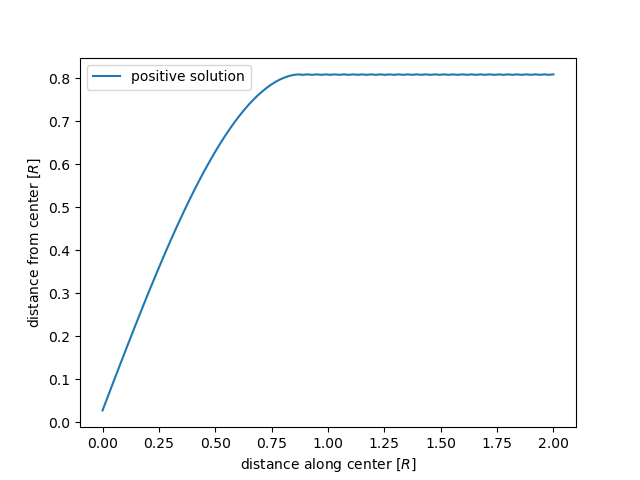 positive solution
0.8
0.7
0.6
0.5
0.4
0.3
0.2
0.1
0.0
distance from center [R]
0.00 0.25 0.50 0.75 1.00 1.25 1.50 1.75 2.00
distance along center [R]